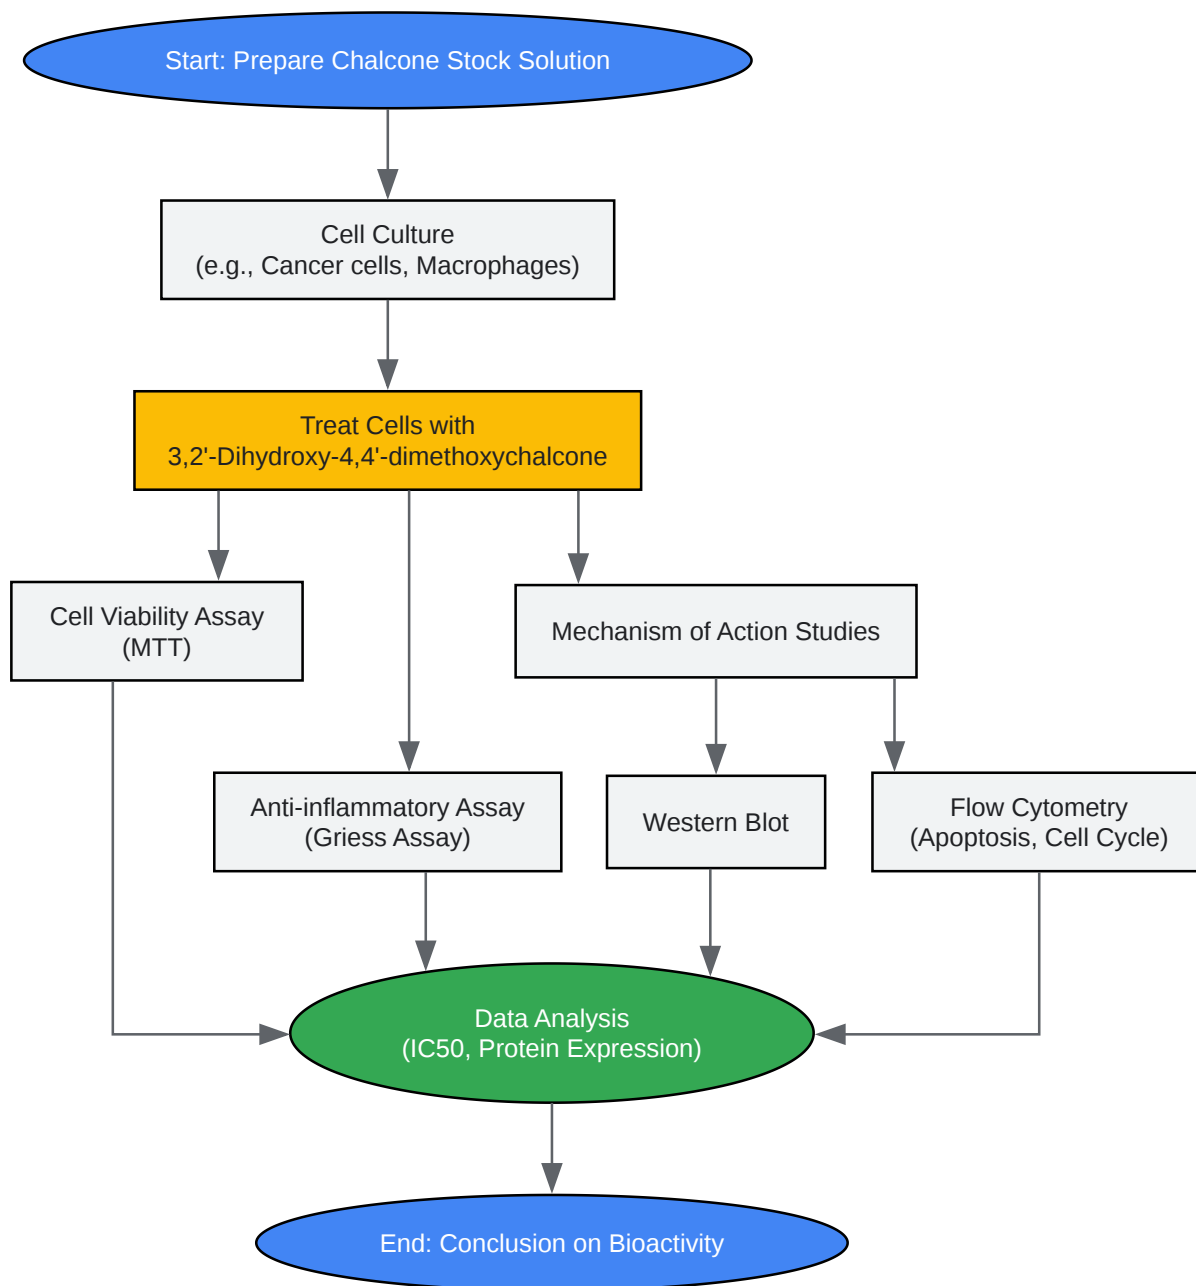 Start: Prepare Chalcone Stock Solution
Cell Culture
(e.g., Cancer cells, Macrophages)
Treat Cells with
3,2'-Dihydroxy-4,4'-dimethoxychalcone
Cell Viability Assay
(MTT)
Mechanism of Action Studies
Anti-inflammatory Assay
(Griess Assay)
Western Blot
Flow Cytometry
(Apoptosis, Cell Cycle)
Data Analysis
(IC50, Protein Expression)
End: Conclusion on Bioactivity